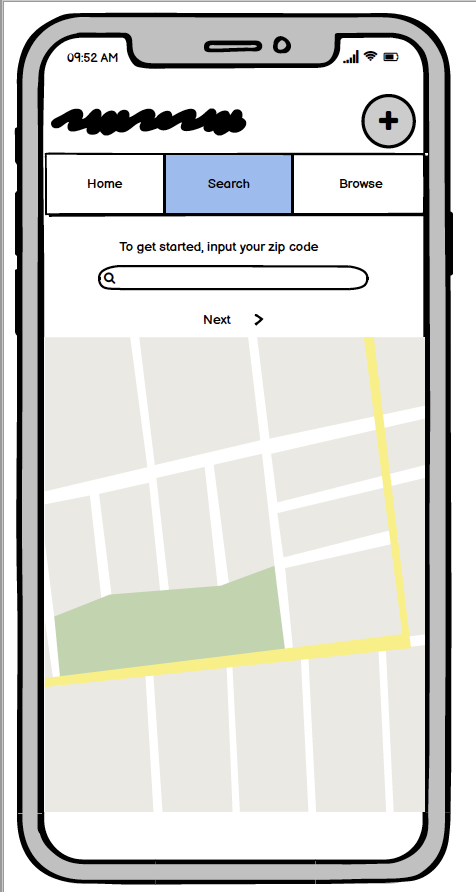 09:52 AM
Home Search Browse
To get started, input your zip code
Next >